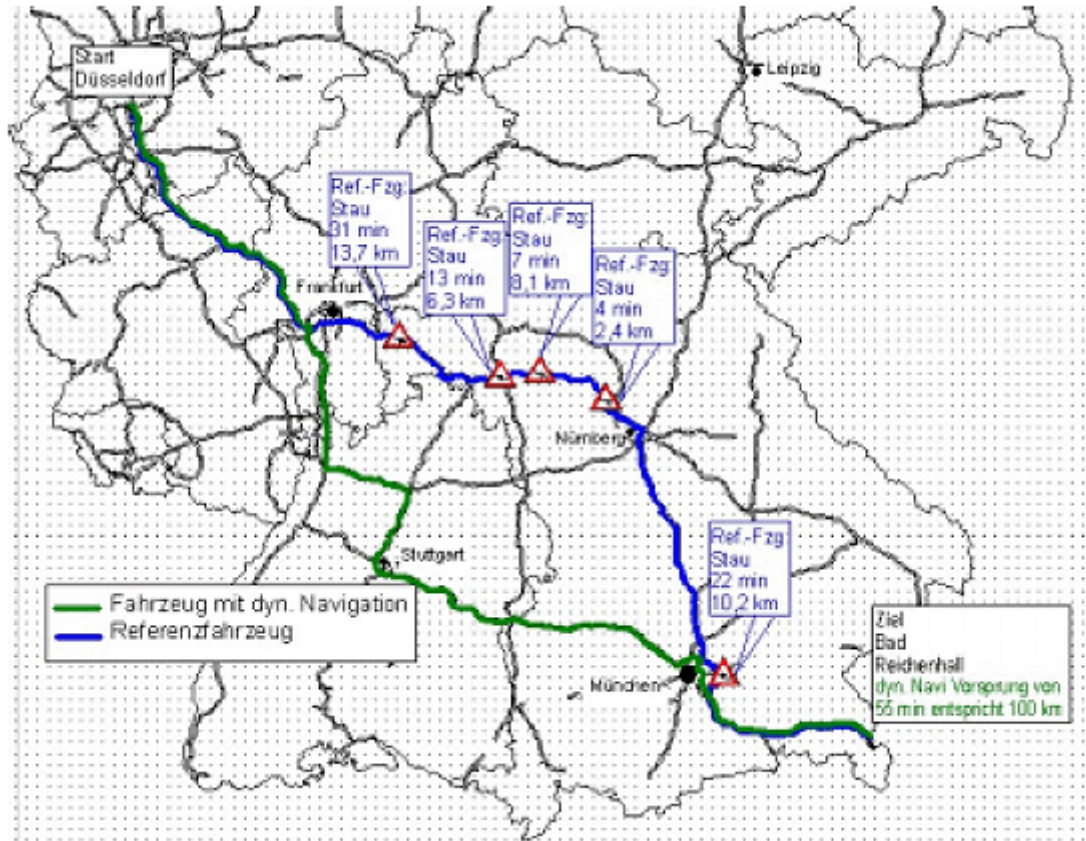 Start
Düsseldorf
Leipzig
Ref.-Fzg:
Stau
31 min
13,7 km
Ref.-Fzg:
Stau
13 min
6,3 km
Ref.-Fzg:
Stau
7 min
8,1 km
Ref.-Fzg:
Stau
4 min
2,4 km
Frankfurt
Nürnberg
Stuttgart
Ref.-Fzg:
Stau
22 min
10,2 km
Fahrzeug mit dyn. Navigation
Referenzfahrzeug
München
Ziel
Bad
Reichenhall
dyn. Navi Vorsprung von
55 min entspricht 100 km